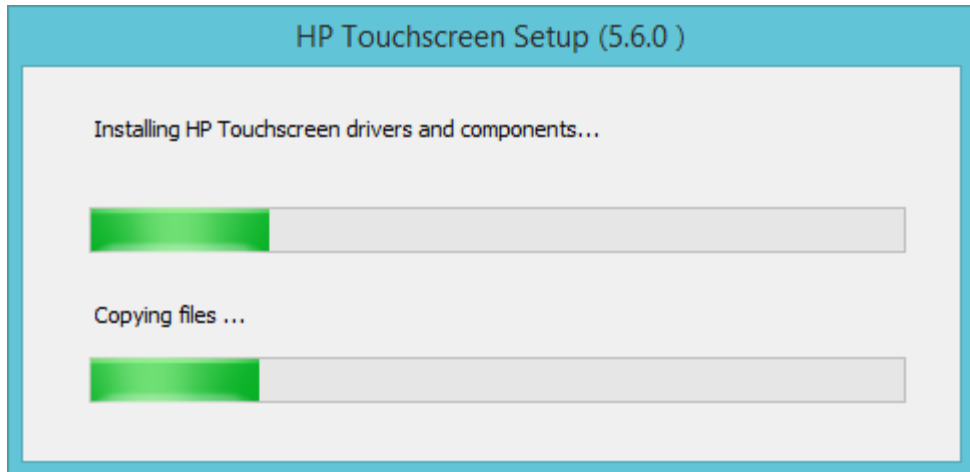 HP Touchscreen Setup (5.6.0 )
Installing HP Touchscreen drivers and components...
Copying files ...